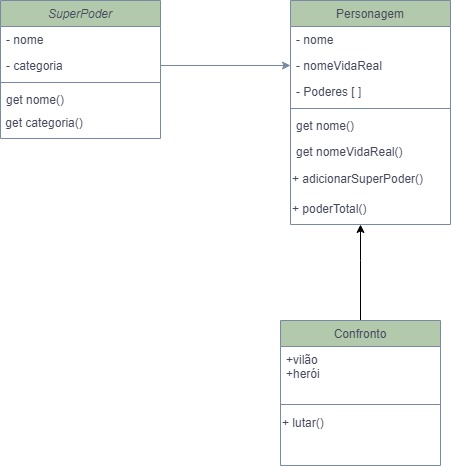 SuperPoder
- nome
- categoria
get nome()
get categoria()
Personagem
- nome
- nomeVidaReal
- Poderes [ ]
get nome()
get nomeVidaReal()
+ adicionarSuperPoder()
+ poderTotal()
Confronto
+vilão
+herói
+ lutar()